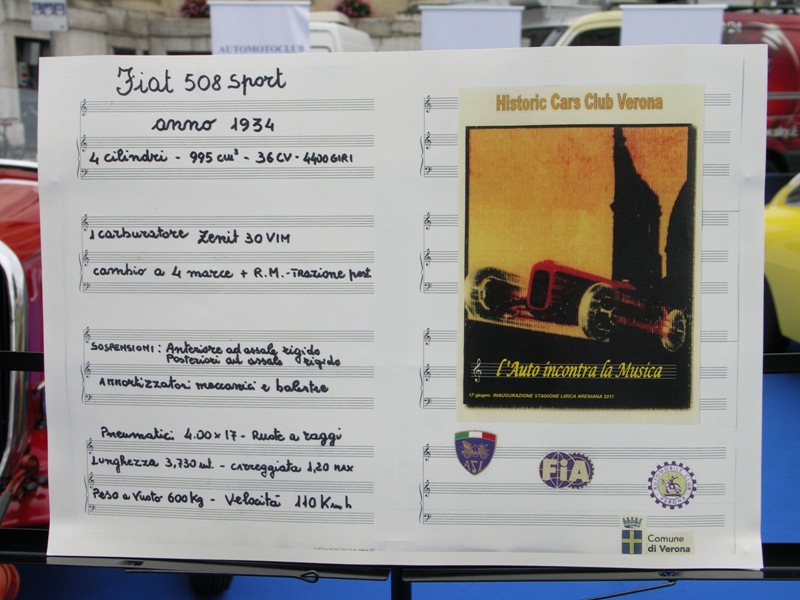 AUTOMOTOCLUB
Fiat 508 Sport
anno 1934
4 cilindri - 995 cm³ - 36 CV - 4400 GIRI
1 carburatore Zenit 30 VIM
cambio a 4 marce + R.M. - Trazione post
SOSPENSIONI: Anteriore ad assale rigido
Posteriori ad assale rigido
Ammortizzatori meccanici e balestre
Pneumatici 4.00 x 17 - Ruote a raggi
Lunghezza 3,730 mt. - carreggiata 1,20 MAX
Peso a vuoto 600 Kg - Velocità 110 Km h
Historic Cars Club Verona
l'Auto incontra la Musica
17 giugno INAUGURAZIONE STAGIONE LIRICA ARENIANA 2011
ASI
FiA
VERONA
Comune
di Verona